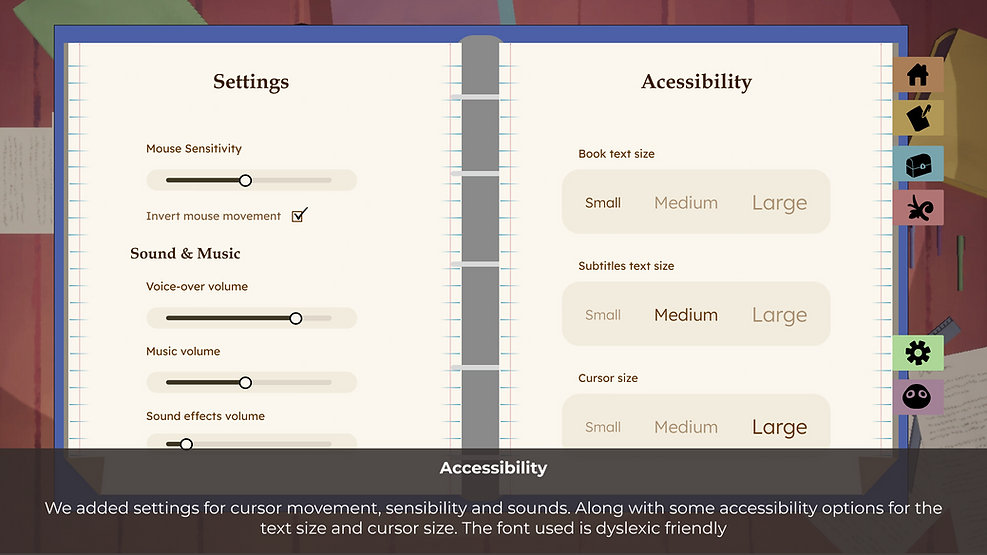 Settings
Mouse Sensitivity
Invert mouse movement
Sound & Music
Voice-over volume
Music volume
Sound effects volume
Acessibility
Book text size
Small Medium Large
Subtitles text size
Small Medium Large
Cursor size
Small Medium Large
Accessibility
We added settings for cursor movement, sensibility and sounds. Along with some accessibility options for the
text size and cursor size. The font used is dyslexic friendly